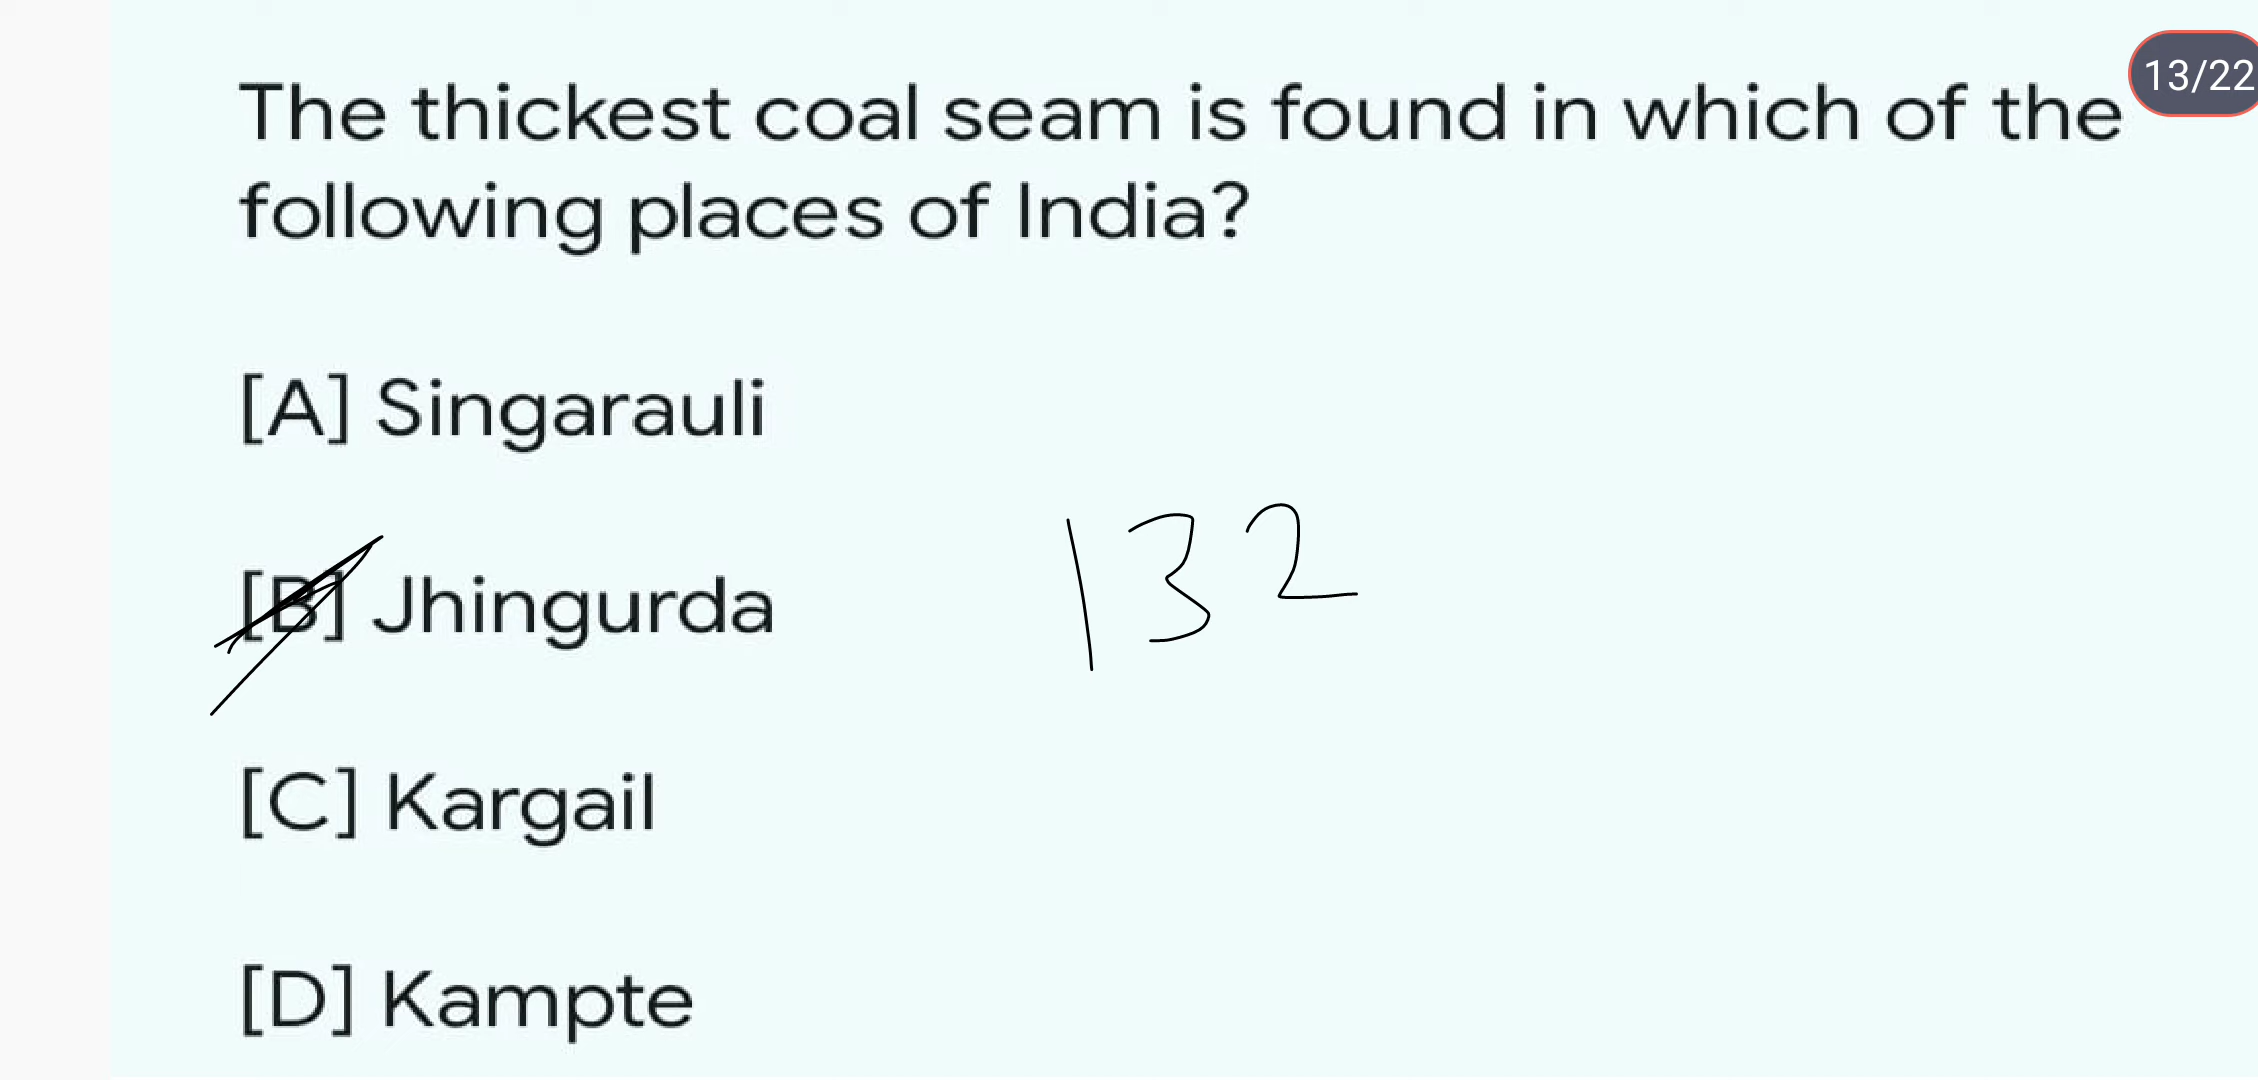 13/22
The thickest coal seam is found in which of the
following places of India?
[A] Singarauli
[B] Jhingurda
132
[C] Kargail
[D] Kampte